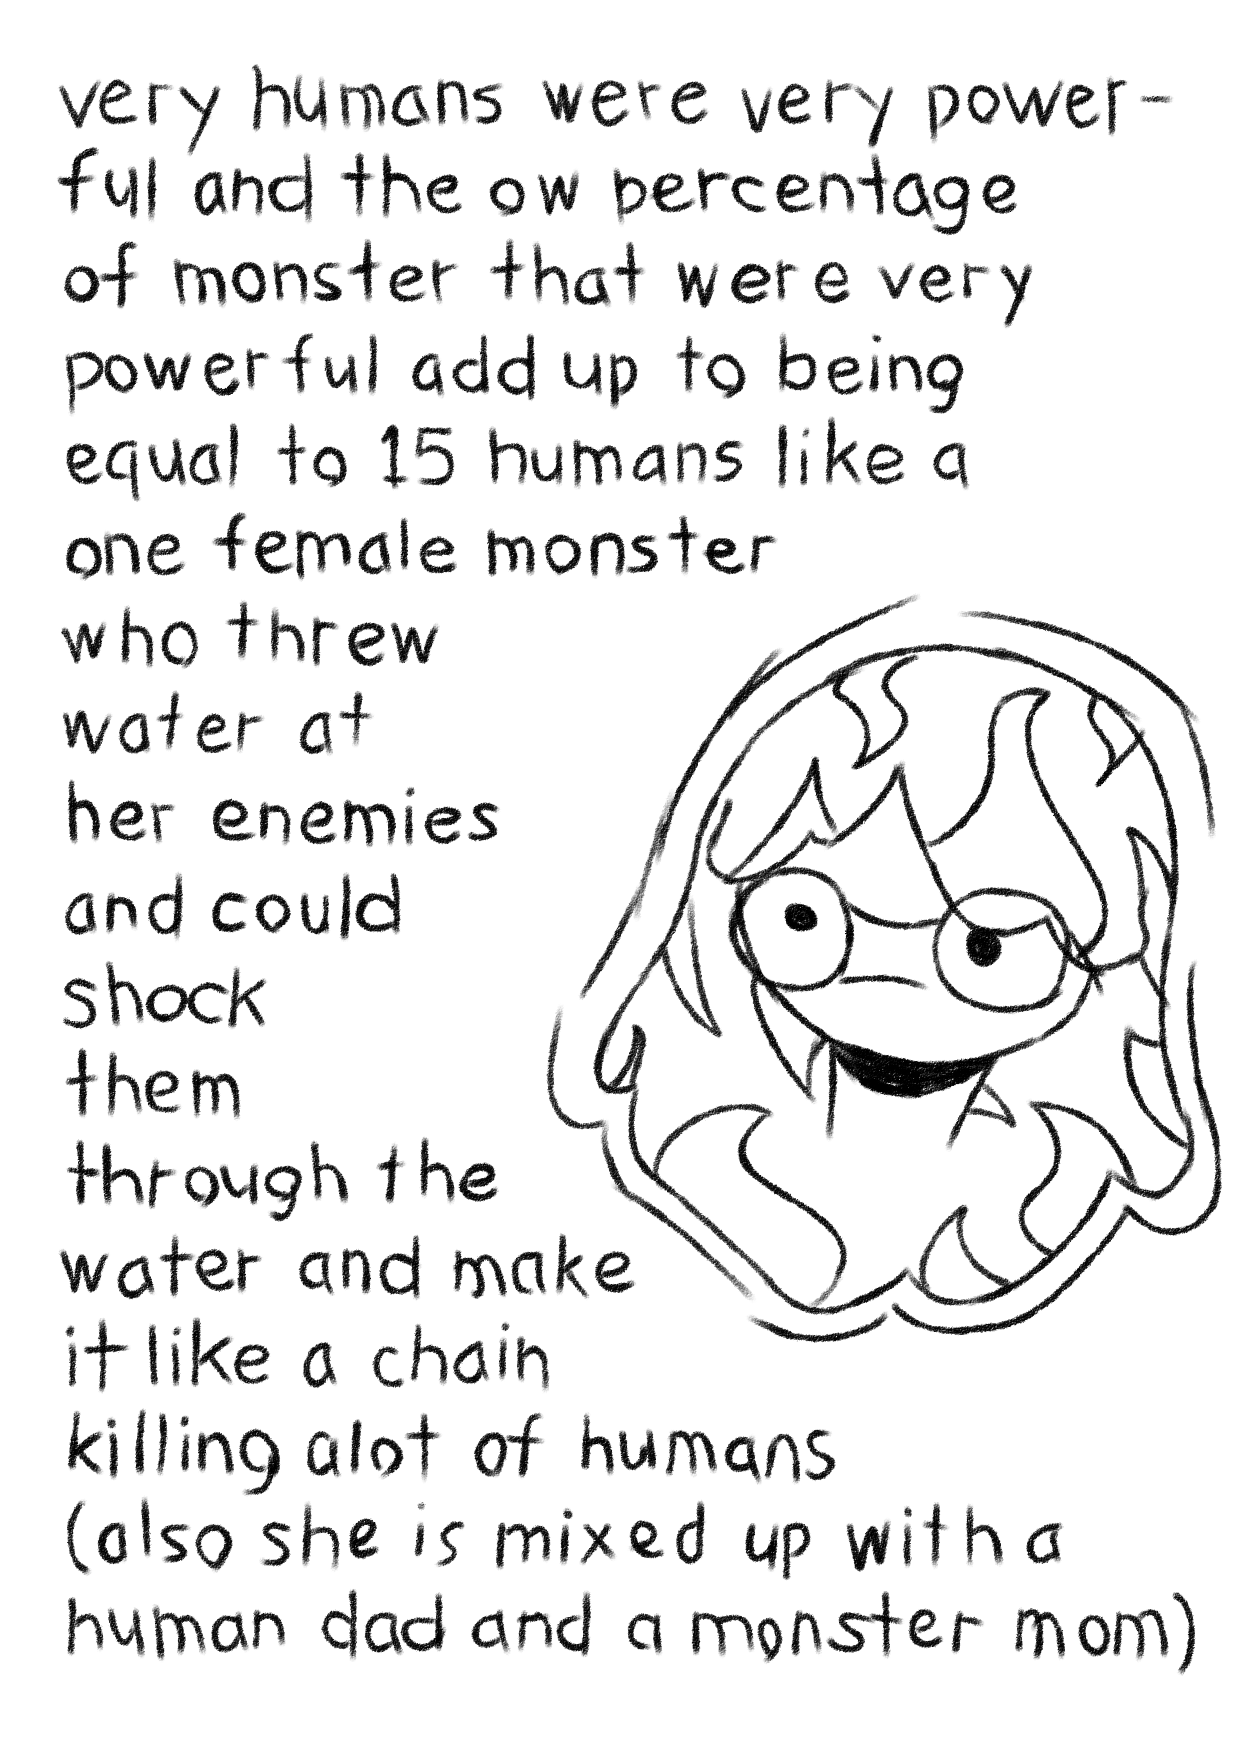 very humans were very power-
ful and the ow percentage
of monster that were very
powerful add up to being
equal to 15 humans like a
one female monster
who threw
water at
her enemies
and could
shock
them
through the
water and make
it like a chain
killing alot of humans
(also she is mixed up with a
human dad and a monster mom)